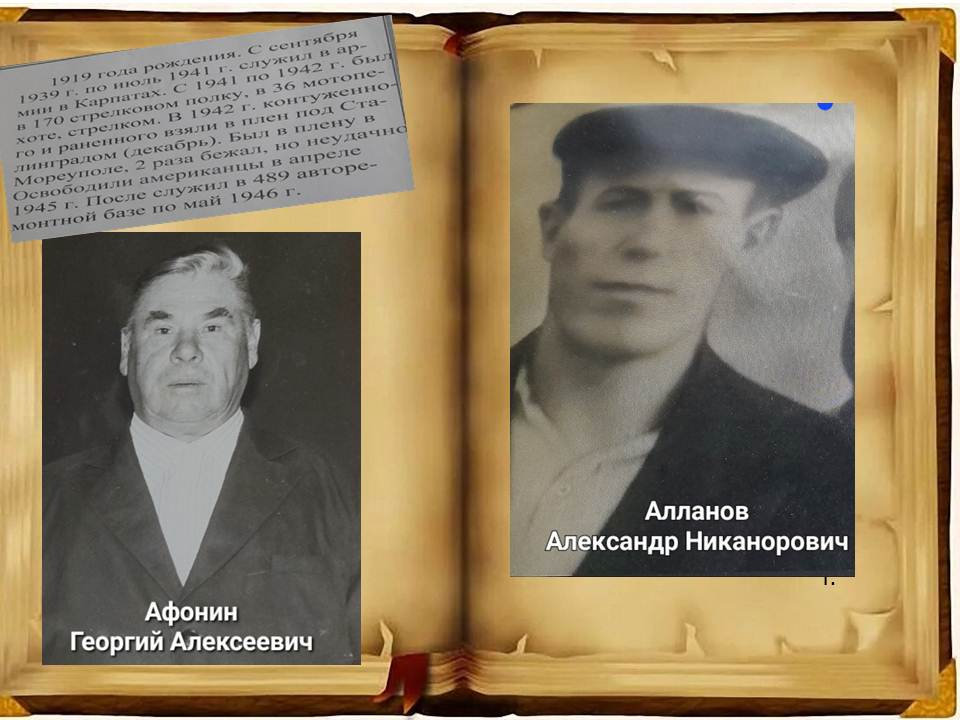 1919 года рождения. С сентября
1939 г. по июль 1941 г. служил в ар-
мии в Карпатах. С 1941 по 1942 г. был
в 170 стрелковом полку, в 36 мотопе-
хоте, стрелком. В 1942 г. контуженно-
го и раненного взяли в плен под Ста-
линградом (декабрь). Был в плену в
Мореуполе, 2 раза бежал, но неудачно
Освободили американцы в апреле
1945 г. После служил в 489 авторе-
монтной базе по май 1946 г.
Афонин
Георгий Алексеевич
Алланов
Александр Никанорович
г.